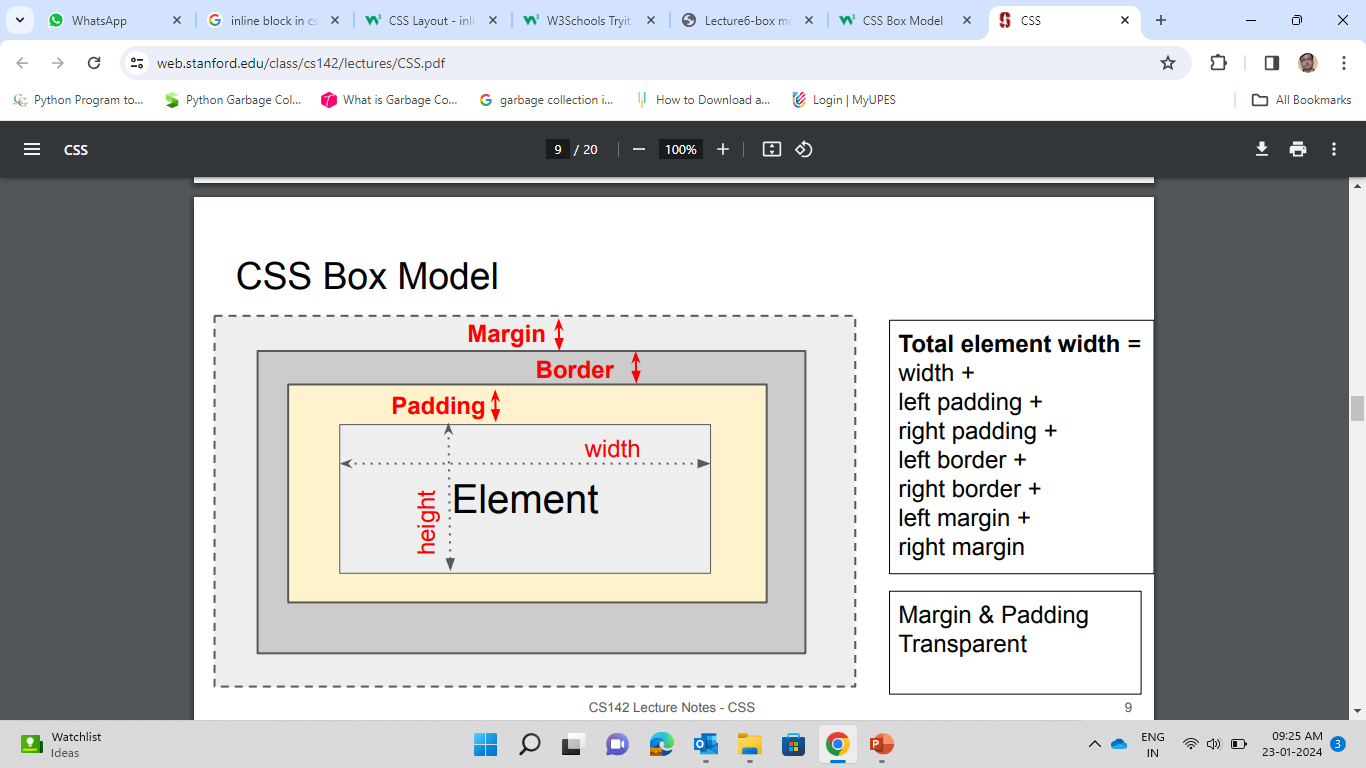 WhatsApp
inline block in cs
CSS Layout - inli
W3Schools Tryit
Lecture6-box mo
CSS Box Model
CSS
web.stanford.edu/class/cs142/lectures/CSS.pdf
Python Program to...
Python Garbage Col...
What is Garbage Co...
garbage collection i...
How to Download a...
Login | MyUPES
All Bookmarks
CSS
9 / 20
100%
CSS Box Model
Margin
Border
Padding
width
height
Element
Total element width =
width +
left padding +
right padding +
left border +
right border +
left margin +
right margin
Margin & Padding
Transparent
CS142 Lecture Notes - CSS
9
Watchlist
Ideas
ENG
IN
09:25 AM
23-01-2024
3